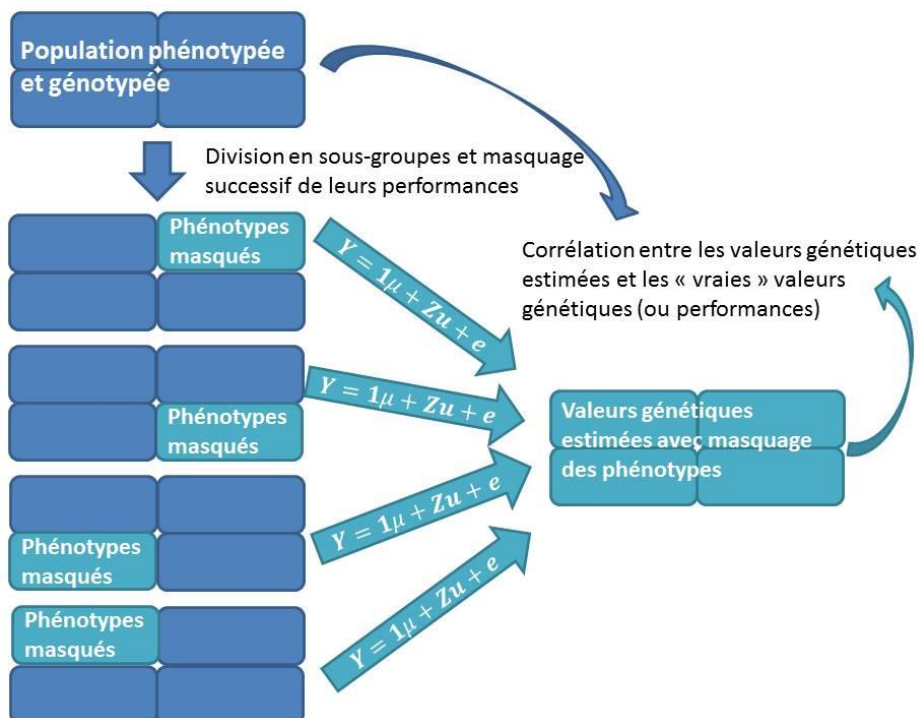 Population phénotypée
et génotypée
Division en sous-groupes et masquage
successif de leurs performances
Phénotypes
masqués
Y = 1μ + Zu + e
Corrélation entre les valeurs génétiques
estimées et les « vraies » valeurs
génétiques (ou performances)
Y = 1μ + Zu + e
Phénotypes
masqués
Valeurs génétiques
estimées avec masquage
des phénotypes
Y = 1μ + Zu + e
Phénotypes
masqués
Y = 1μ + Zu + e
Phénotypes
masqués